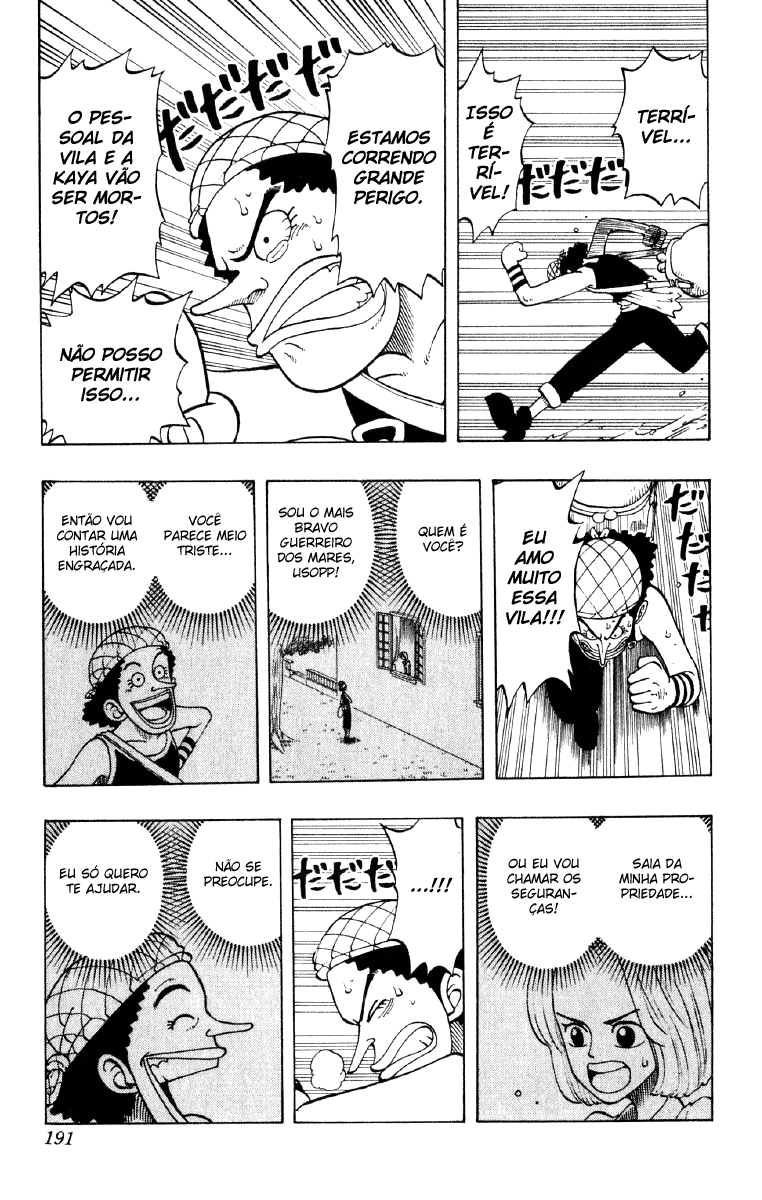 TERRÍ-
VEL...
ISSO
É
TER-
RÍ-
VEL!
だだだ
ESTAMOS
CORRENDO
GRANDE
PERIGO.
だだだだ
O PES-
SOAL DA
VILA E A
KAYA VÃO
SER MOR-
TOS!
NÃO POSSO
PERMITIR
ISSO...
だだだ
EU
AMO
MUITO
ESSA
VILA!!!
QUEM É
VOCÊ?
SOU O MAIS
BRAVO
GUERREIRO
DOS MARES,
USOPP!
VOCÊ
PARECE MEIO
TRISTE...
ENTÃO VOU
CONTAR UMA
HISTÓRIA
ENGRAÇADA.
SAIA DA
MINHA PRO-
PRIEDADE...
OU EU VOU
CHAMAR OS
SEGURAN-
ÇAS!
...!!!
だだだ
NÃO SE
PREOCUPE.
EU SÓ QUERO
TE AJUDAR.
191